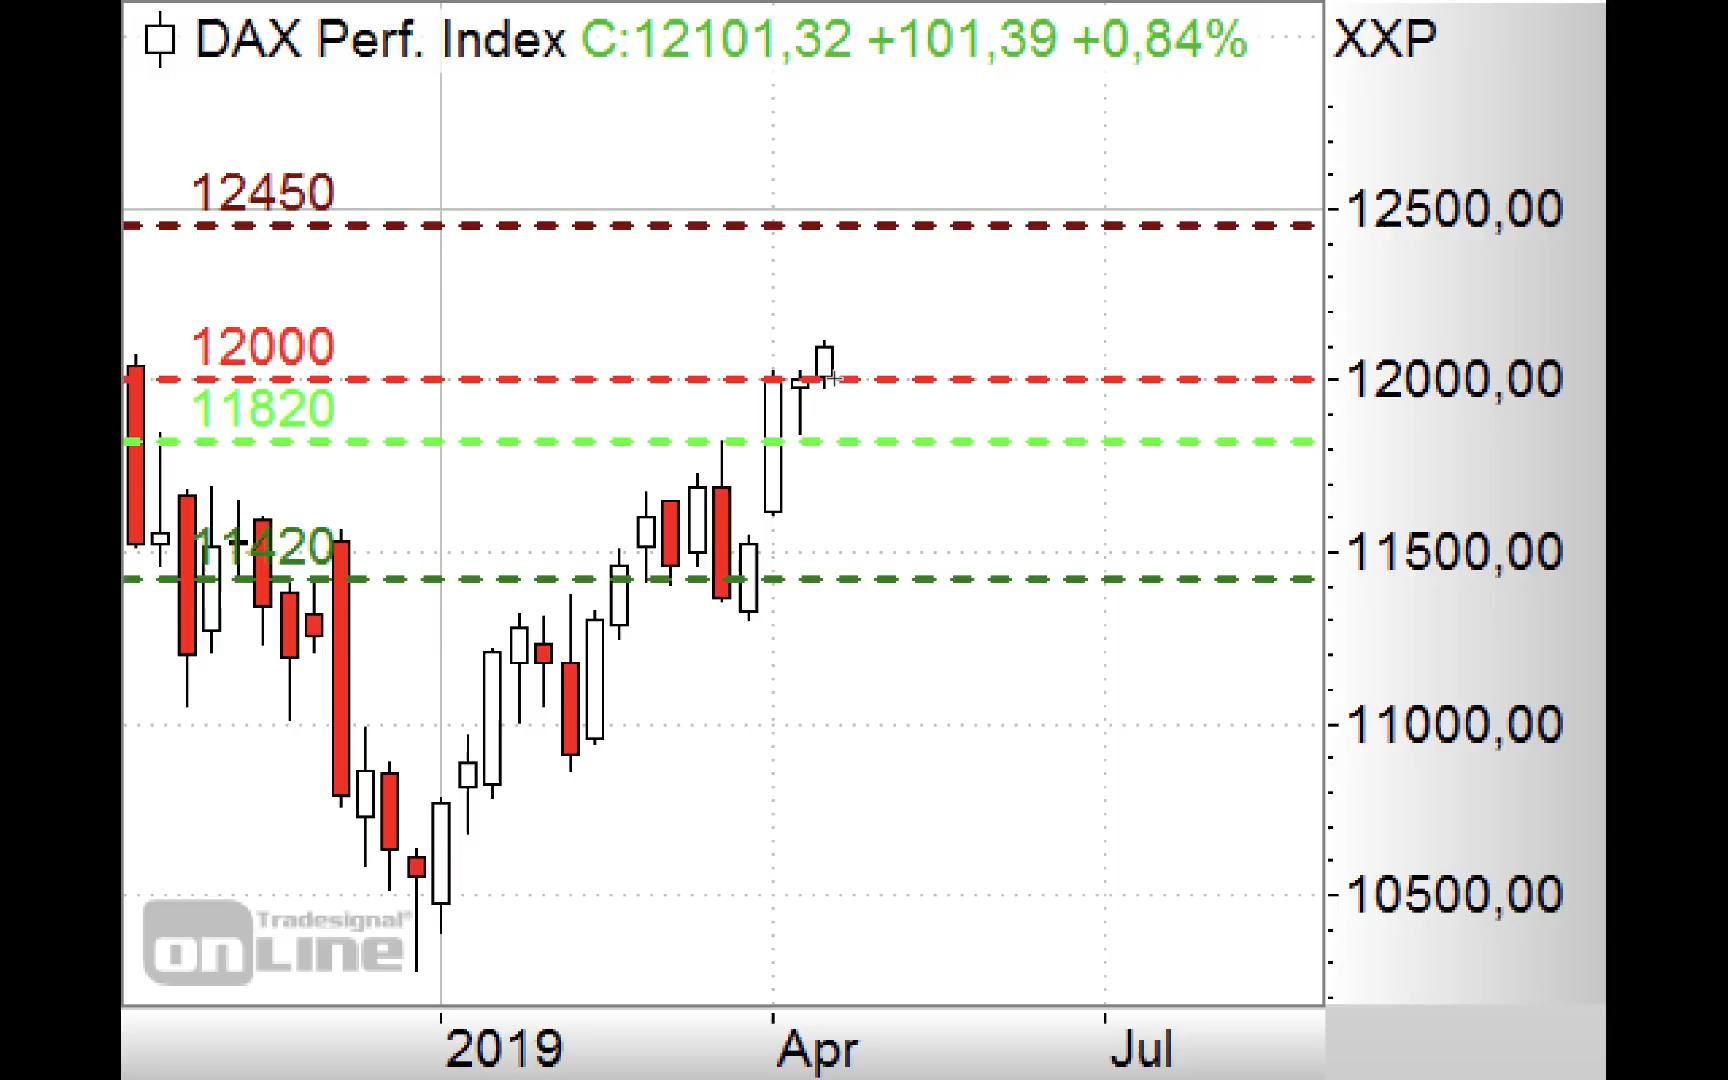 DAX Perf. Index C:12101,32 +101,39 +0,84% XXP
12450
12500,00
12000
12000,00
11820
11420
11500,00
11000,00
10500,00
Tradesignal®
onLine
2019 Apr Jul